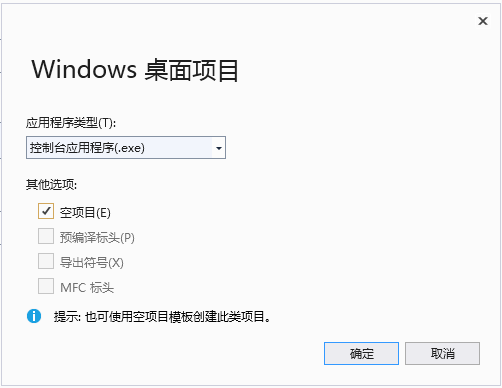 Windows 桌面项目
应用程序类型(T):
控制台应用程序(.exe)
其他选项:
空项目(E)
预编译标头(P)
导出符号(X)
MFC 标头
提示: 也可使用空项目模板创建此类项目。
确定 取消